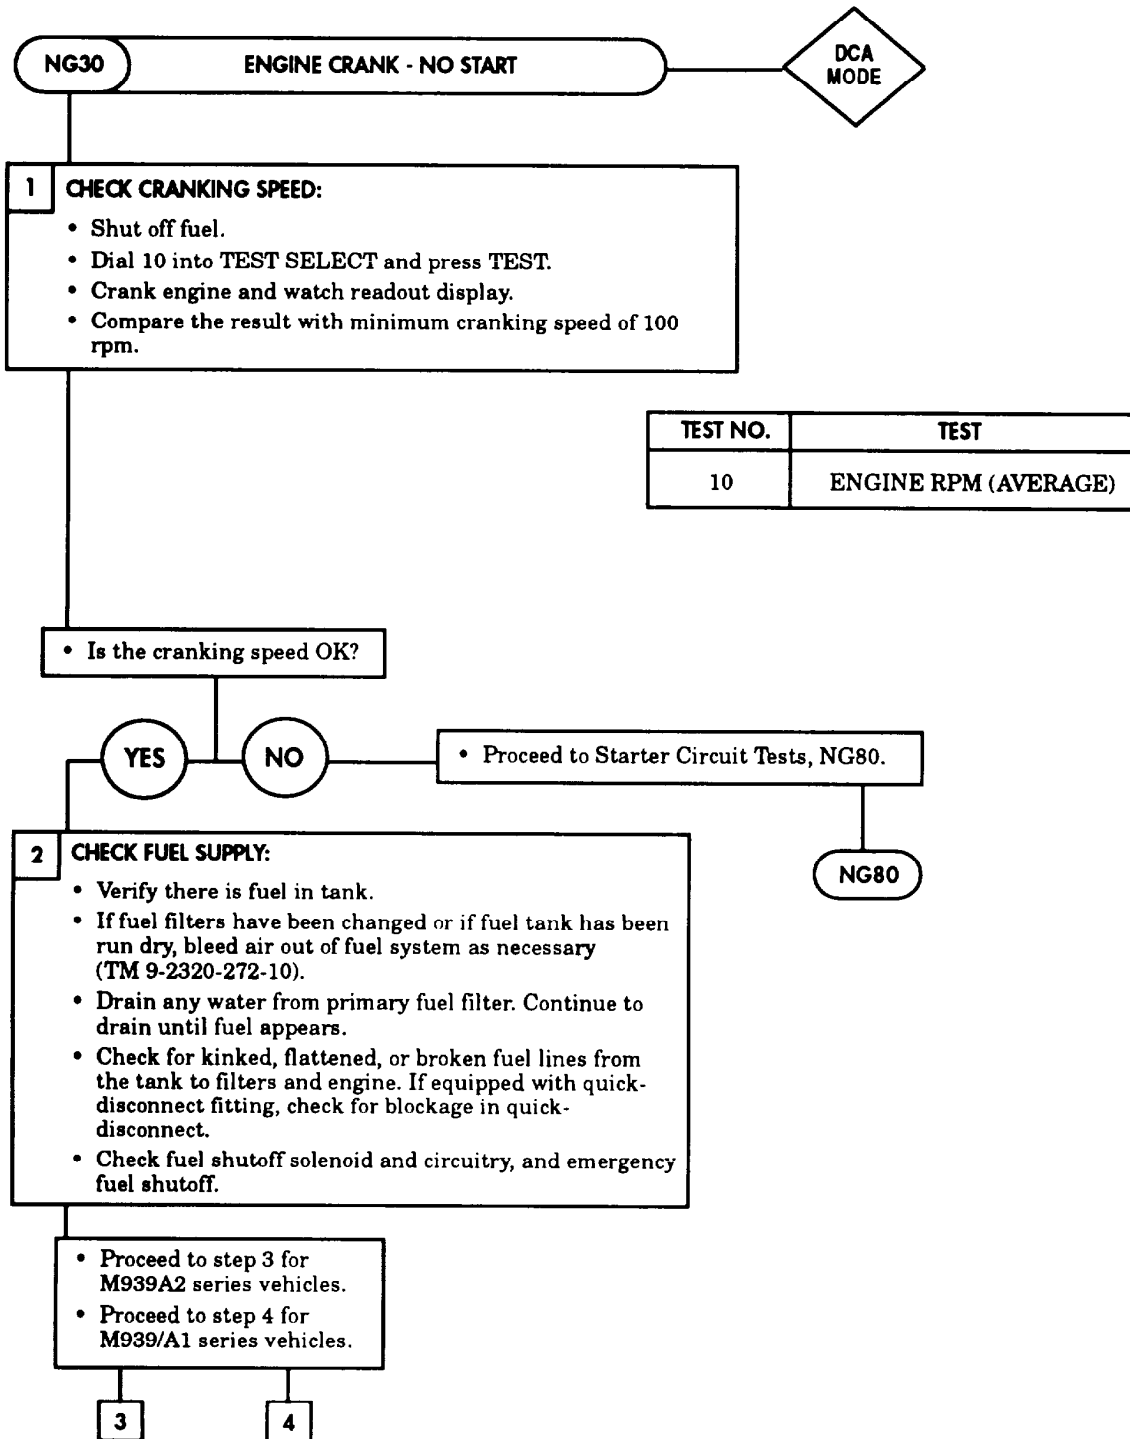 NG30
ENGINE CRANK - NO START
DCA
MODE
1
CHECK CRANKING SPEED:
• Shut off fuel.
• Dial 10 into TEST SELECT and press TEST.
• Crank engine and watch readout display.
• Compare the result with minimum cranking speed of 100
rpm.
TEST NO.
TEST
10
ENGINE RPM (AVERAGE)
• Is the cranking speed OK?
YES
NO
• Proceed to Starter Circuit Tests, NG80.
NG80
2
CHECK FUEL SUPPLY:
• Verify there is fuel in tank.
• If fuel filters have been changed or if fuel tank has been
run dry, bleed air out of fuel system as necessary
(TM 9-2320-272-10).
• Drain any water from primary fuel filter. Continue to
drain until fuel appears.
• Check for kinked, flattened, or broken fuel lines from
the tank to filters and engine. If equipped with quick-
disconnect fitting, check for blockage in quick-
disconnect.
• Check fuel shutoff solenoid and circuitry, and emergency
fuel shutoff.
• Proceed to step 3 for
M939A2 series vehicles.
• Proceed to step 4 for
M939/A1 series vehicles.
3
4